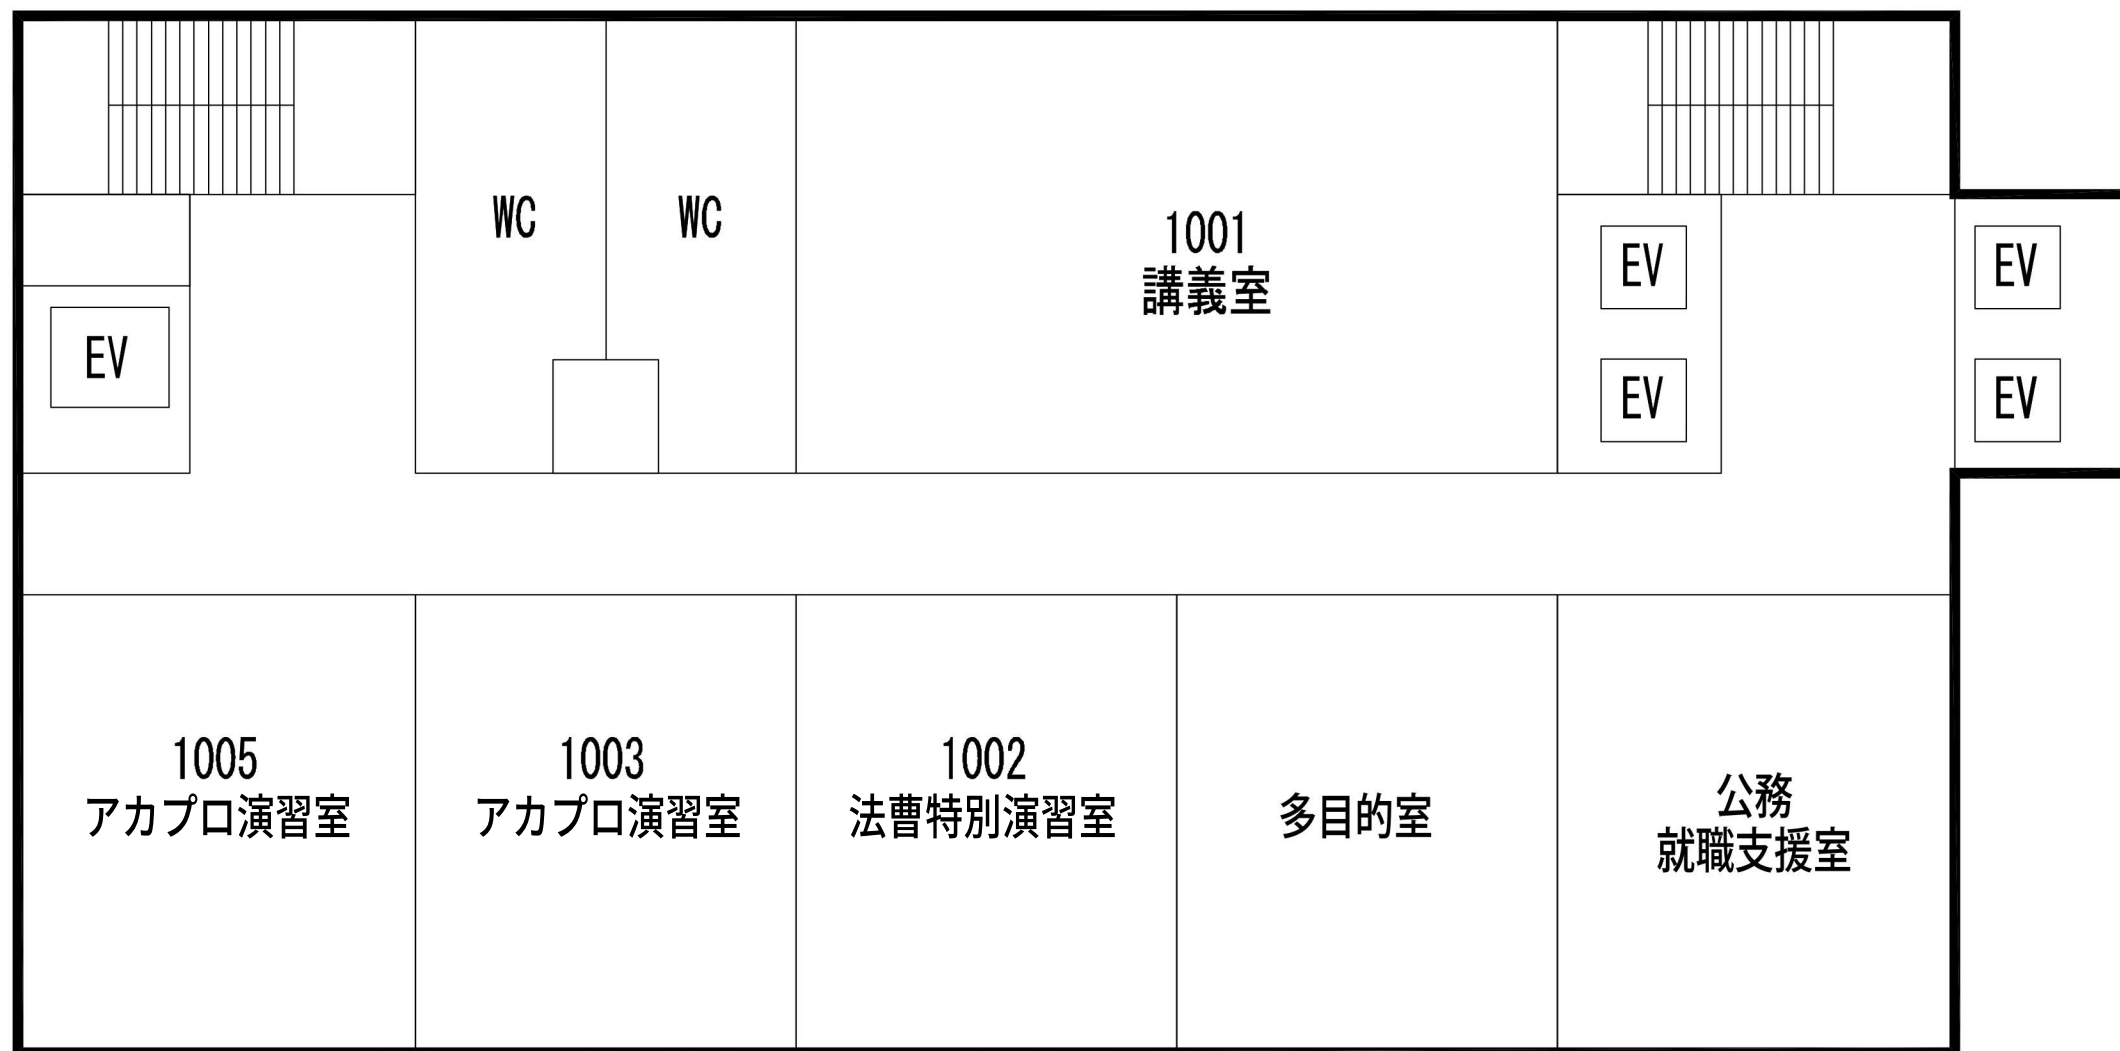 WC
WC
1001
講義室
EV
EV
EV
EV
EV
1005
アカプロ演習室
1003
アカプロ演習室
1002
法曹特別演習室
多目的室
公務
就職支援室